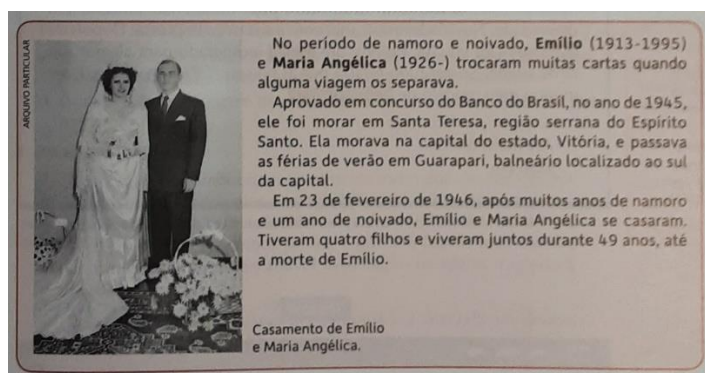 ARQUIVO PARTICULAR
No período de namoro e noivado, Emílio (1913-1995)
e Maria Angélica (1926-) trocaram muitas cartas quando
alguma viagem os separava.
Aprovado em concurso do Banco do Brasil, no ano de 1945,
ele foi morar em Santa Teresa, região serrana do Espírito
Santo. Ela morava na capital do estado, Vitória, e passava
as férias de verão em Guarapari, balneário localizado ao sul
da capital.
Em 23 de fevereiro de 1946, após muitos anos de namoro
e um ano de noivado, Emílio e Maria Angélica se casaram.
Tiveram quatro filhos e viveram juntos durante 49 anos, até
a morte de Emílio.
Casamento de Emílio
e Maria Angélica.